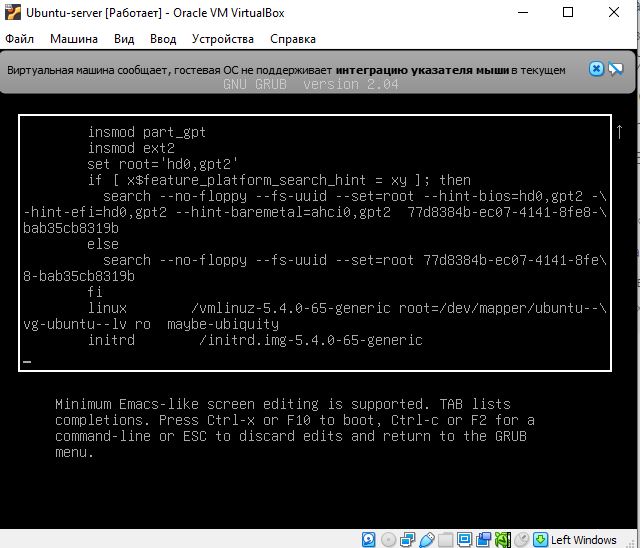 Ubuntu-server [Работает] - Oracle VM VirtualBox
Файл Машина Вид Ввод Устройства Справка
Виртуальная машина сообщает, гостевая ОС не поддерживает интеграцию указателя мыши в текущем
GNU GRUB version 2.04
insmod part_gpt
insmod ext2
set root='hd0,gpt2'
if [ x$feature_platform_search_hint = xy ]; then
search --no-floppy --fs-uuid --set=root --hint-bios=hd0,gpt2 -\
-hint-efi=hd0,gpt2 --hint-baremetal=ahci0,gpt2 77d8384b-ec07-4141-8fe8-\
bab35cb8319b
else
search --no-floppy --fs-uuid --set=root 77d8384b-ec07-4141-8fe\
8-bab35cb8319b
fi
linux /vmlinuz-5.4.0-65-generic root=/dev/mapper/ubuntu--\
vg-ubuntu--lv ro maybe-ubiquity
initrd /initrd.img-5.4.0-65-generic
Minimum Emacs-like screen editing is supported. TAB lists
completions. Press Ctrl-x or F10 to boot, Ctrl-c or F2 for a
command-line or ESC to discard edits and return to the GRUB
menu.
Left Windows